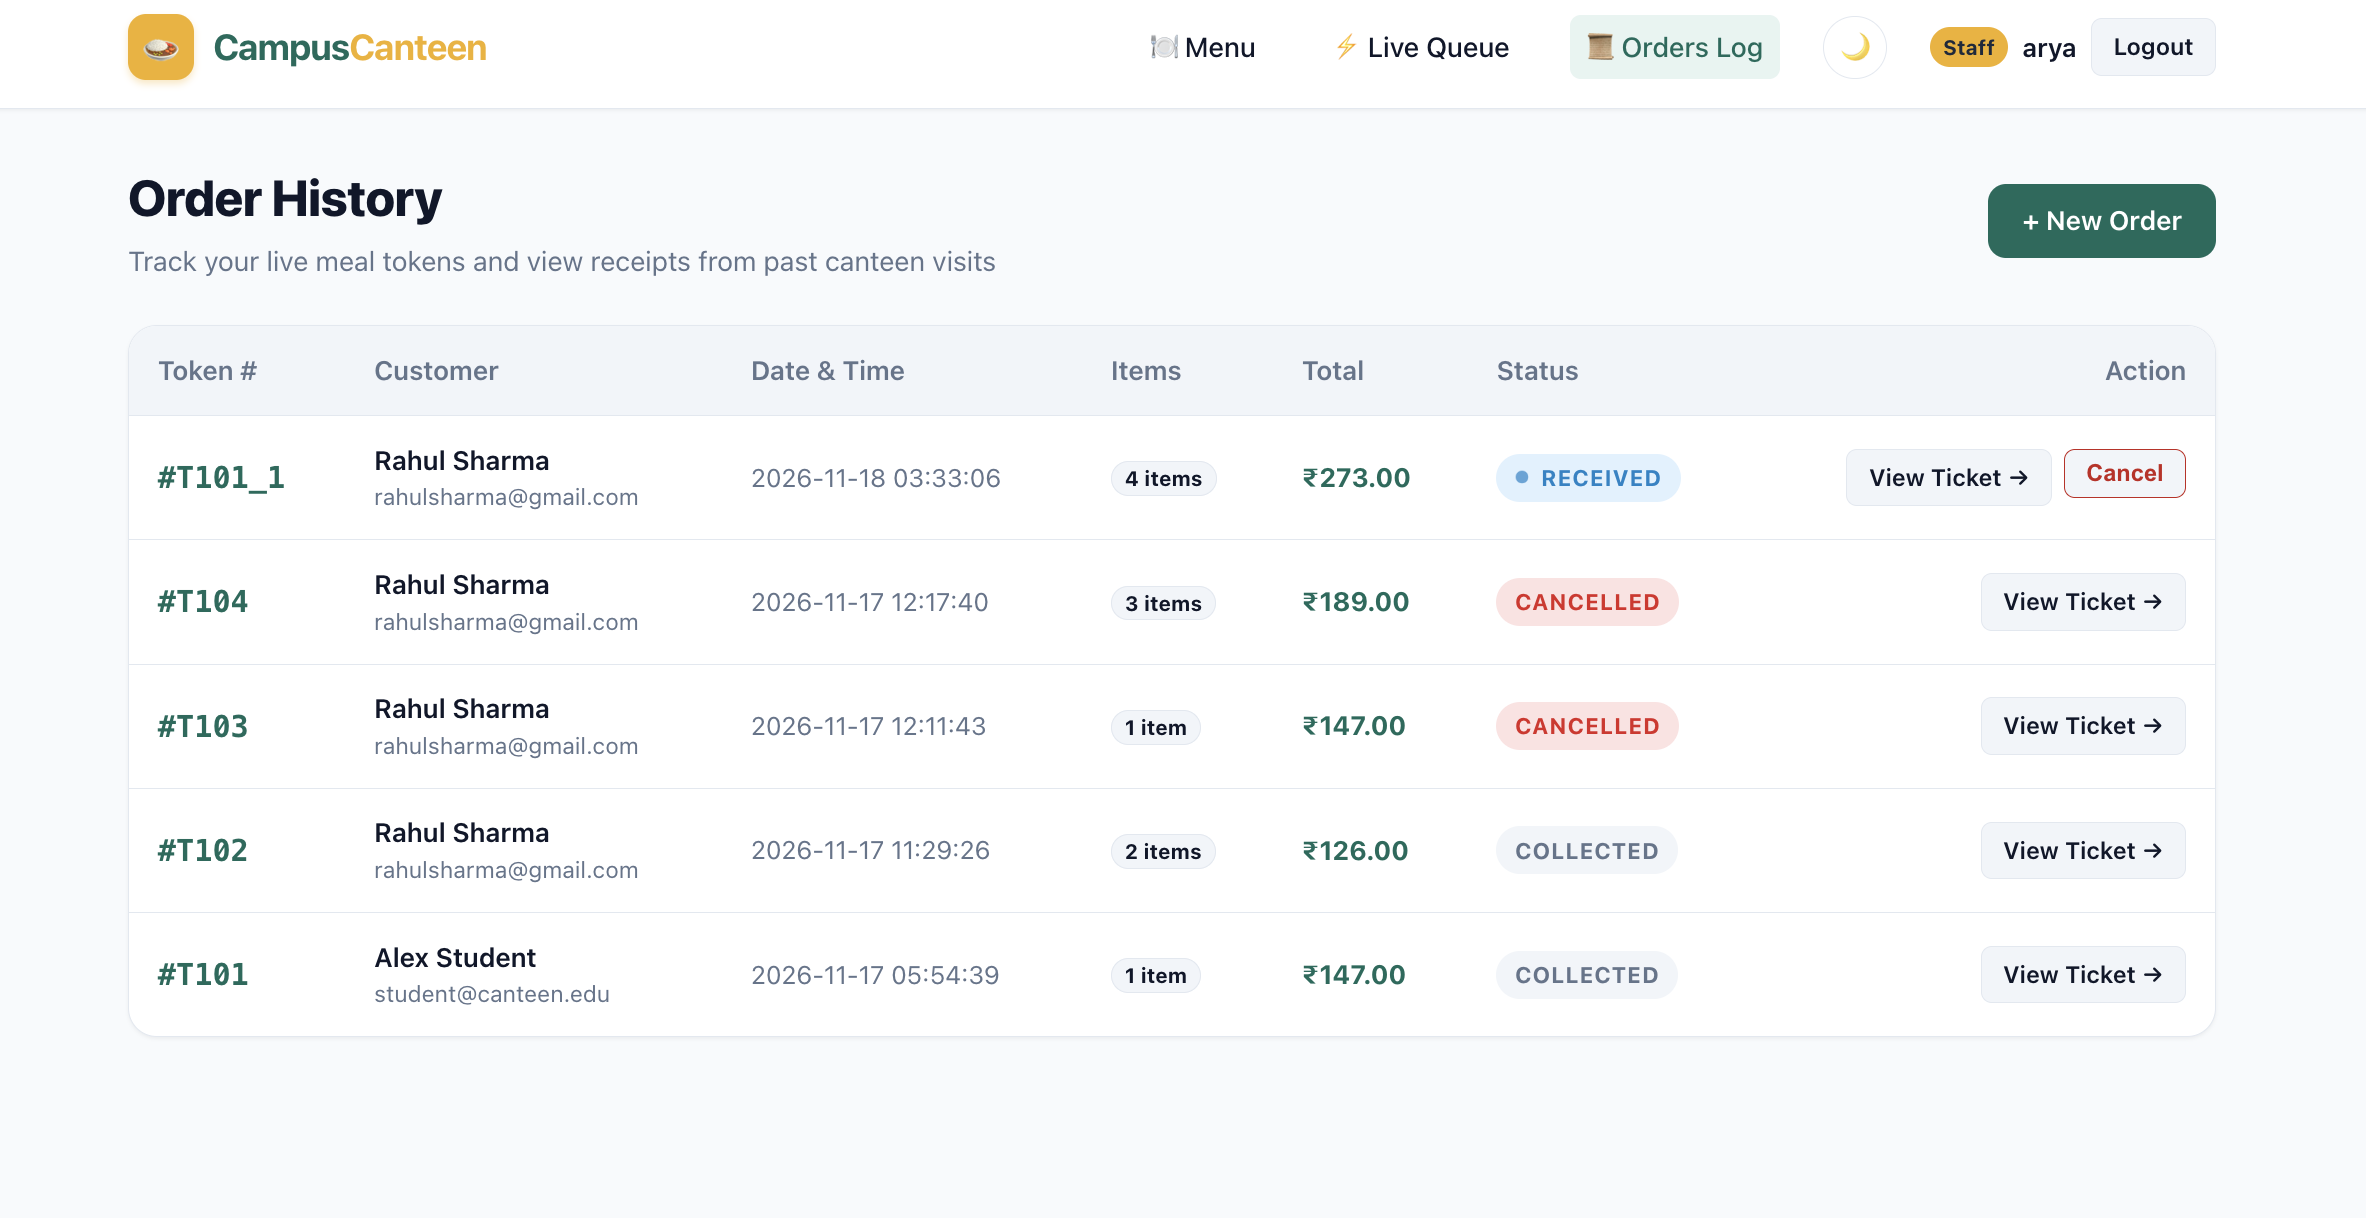 CampusCanteen
🍽️ Menu
⚡ Live Queue
📜 Orders Log
🌙
Staff
arya
Logout
Order History
Track your live meal tokens and view receipts from past canteen visits
+ New Order
Token # Customer Date & Time Items Total Status Action
#T101_1 Rahul Sharma 2026-11-18 03:33:06 4 items ₹273.00 RECEIVED View Ticket → Cancel
rahulsharma@gmail.com
#T104 Rahul Sharma 2026-11-17 12:17:40 3 items ₹189.00 CANCELLED View Ticket →
rahulsharma@gmail.com
#T103 Rahul Sharma 2026-11-17 12:11:43 1 item ₹147.00 CANCELLED View Ticket →
rahulsharma@gmail.com
#T102 Rahul Sharma 2026-11-17 11:29:26 2 items ₹126.00 COLLECTED View Ticket →
rahulsharma@gmail.com
#T101 Alex Student 2026-11-17 05:54:39 1 item ₹147.00 COLLECTED View Ticket →
student@canteen.edu